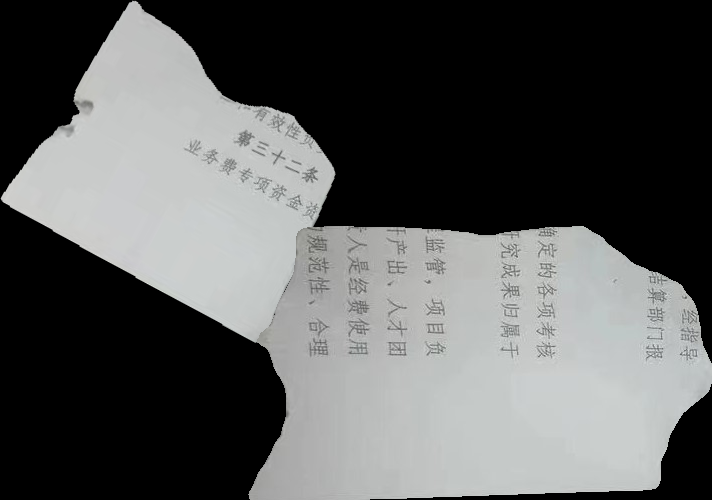 有效性负
第三十二条
业务费专项资金资
，经指导
结算部门报
确定的各项考核
究成果归属于
监管，项目负
产出、人才团
人是经费使用
规范性、合理